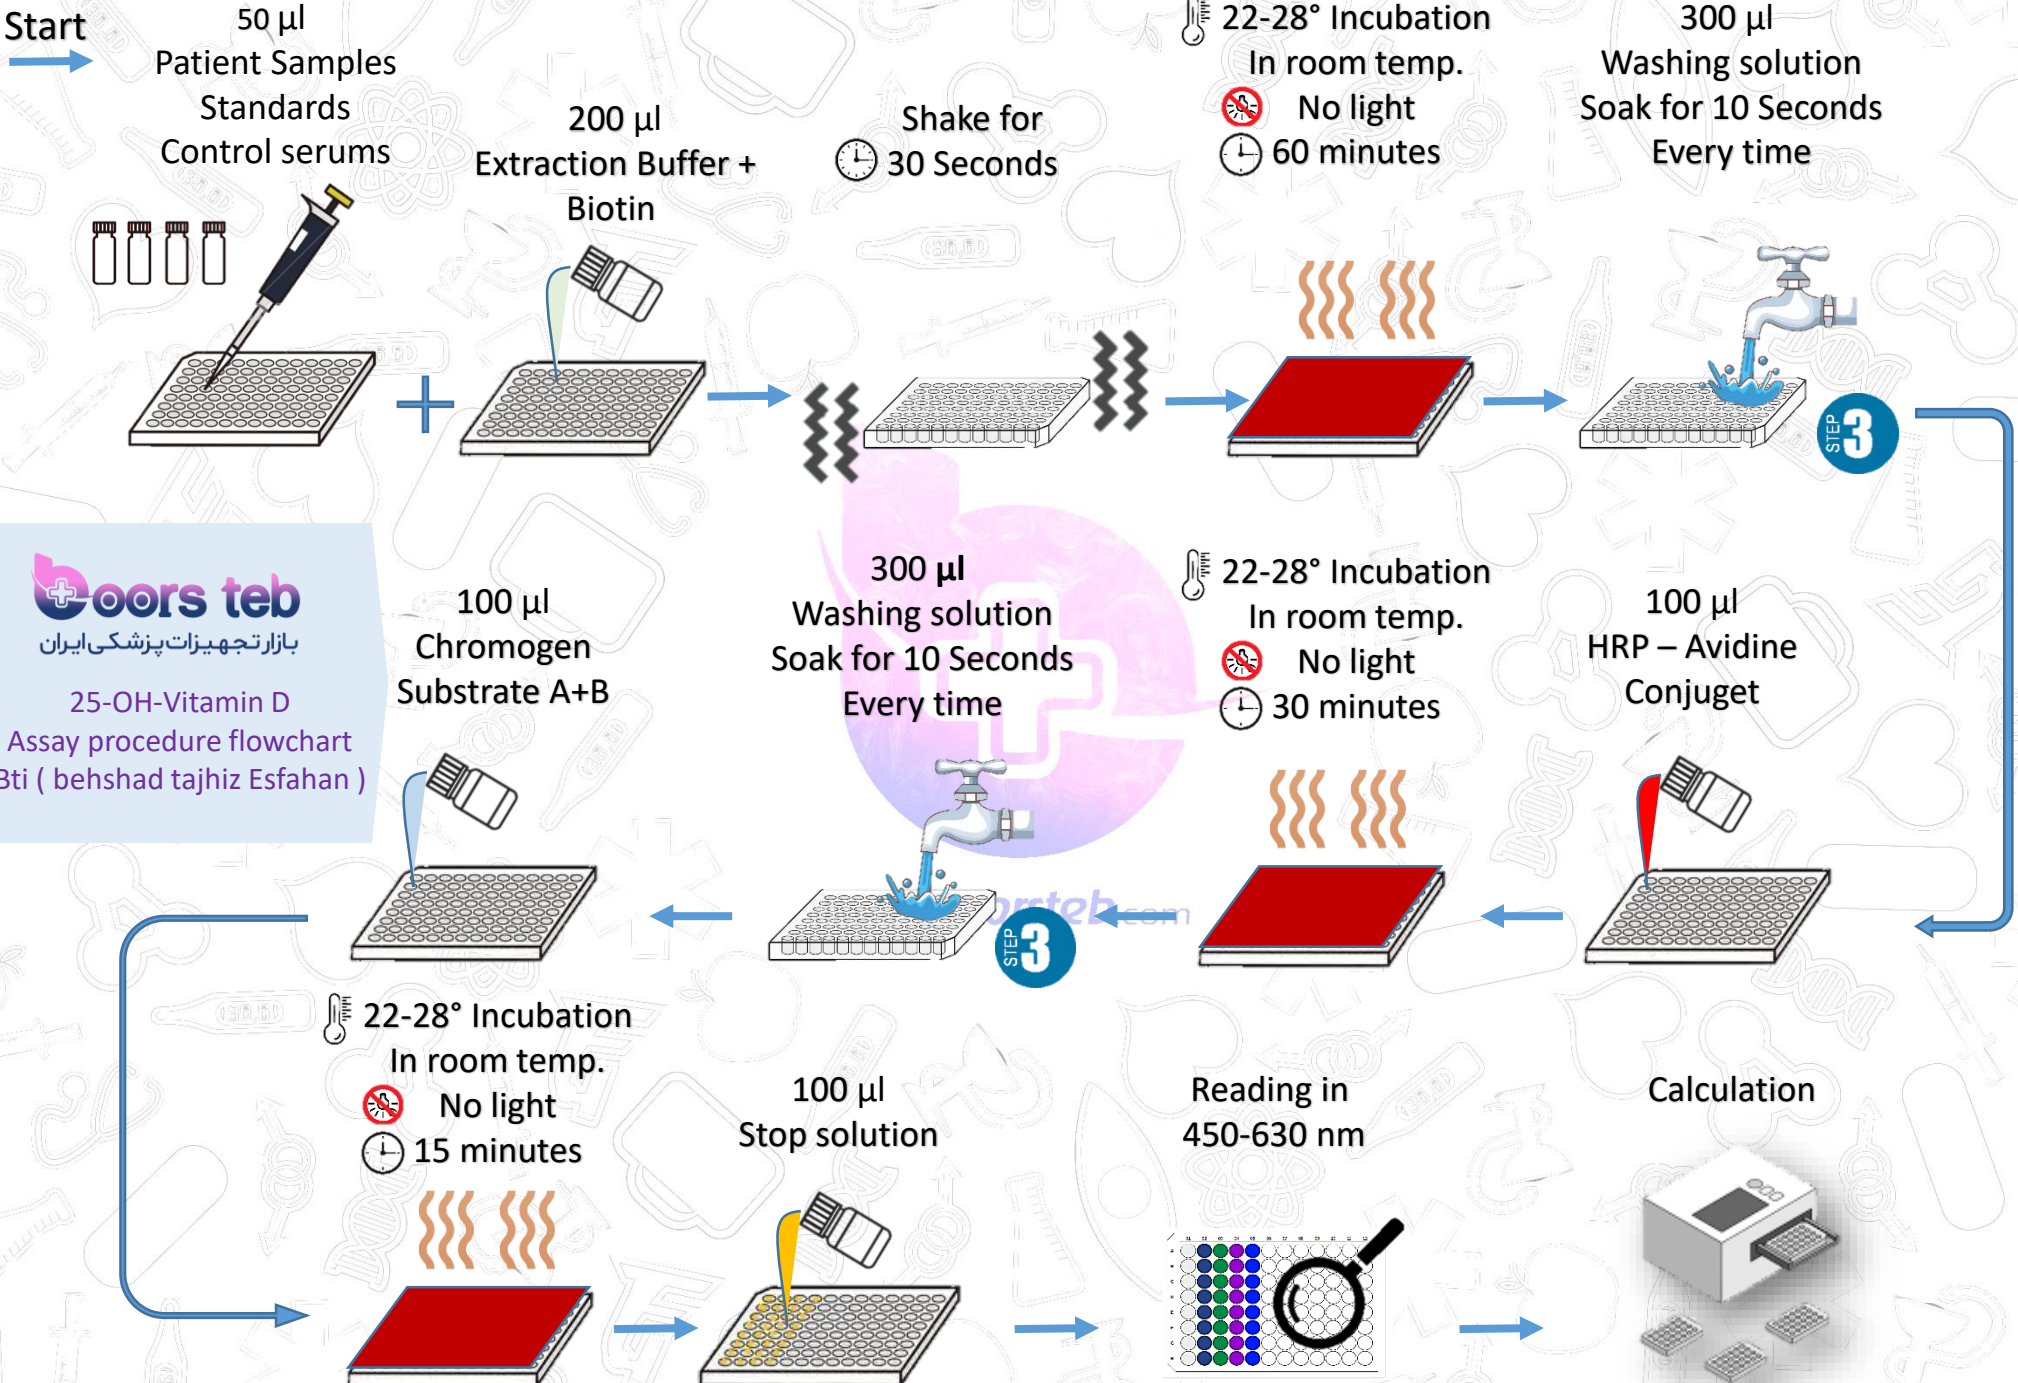 Start
50 µl
Patient Samples
Standards
Control serums
200 µl
Extraction Buffer +
Biotin
Shake for
30 Seconds
22-28° Incubation
In room temp.
No light
60 minutes
300 µl
Washing solution
Soak for 10 Seconds
Every time
STEP 3
100 µl
HRP – Avidine
Conjuget
22-28° Incubation
In room temp.
No light
30 minutes
300 µl
Washing solution
Soak for 10 Seconds
Every time
STEP 3
100 µl
Chromogen
Substrate A+B
boors teb
بازار تجهیزات پزشکی ایران
25-OH-Vitamin D
Assay procedure flowchart
Bti ( behshad tajhiz Esfahan )
orsteb.com
22-28° Incubation
In room temp.
No light
15 minutes
100 µl
Stop solution
Reading in
450-630 nm
Calculation